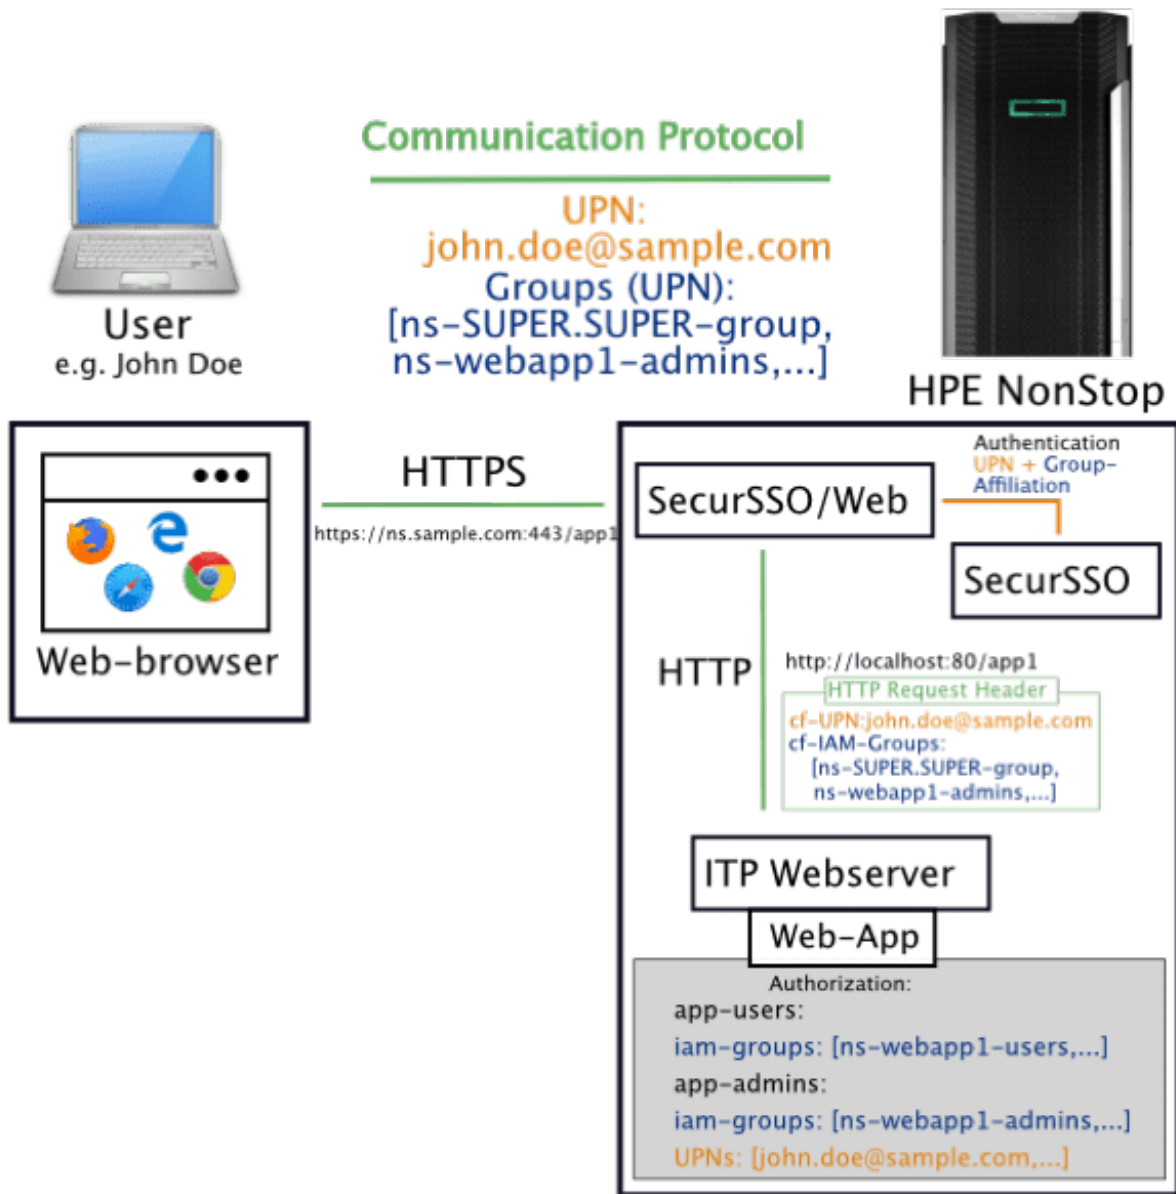 Communication Protocol
UPN:
john.doe@sample.com
Groups (UPN):
[ns-SUPER.SUPER-group,
ns-webapp1-admins,...]
User
e.g. John Doe
HPE NonStop
Web-browser
HTTPS
https://ns.sample.com:443/app1
SecurSSO/Web
Authentication
UPN + Group-
Affiliation
SecurSSO
HTTP
http://localhost:80/app1
HTTP Request Header
cf-UPN:john.doe@sample.com
cf-IAM-Groups:
[ns-SUPER.SUPER-group,
ns-webapp1-admins,...]
ITP Webserver
Web-App
Authorization:
app-users:
iam-groups: [ns-webapp1-users,...]
app-admins:
iam-groups: [ns-webapp1-admins,...]
UPNs: [john.doe@sample.com,...]